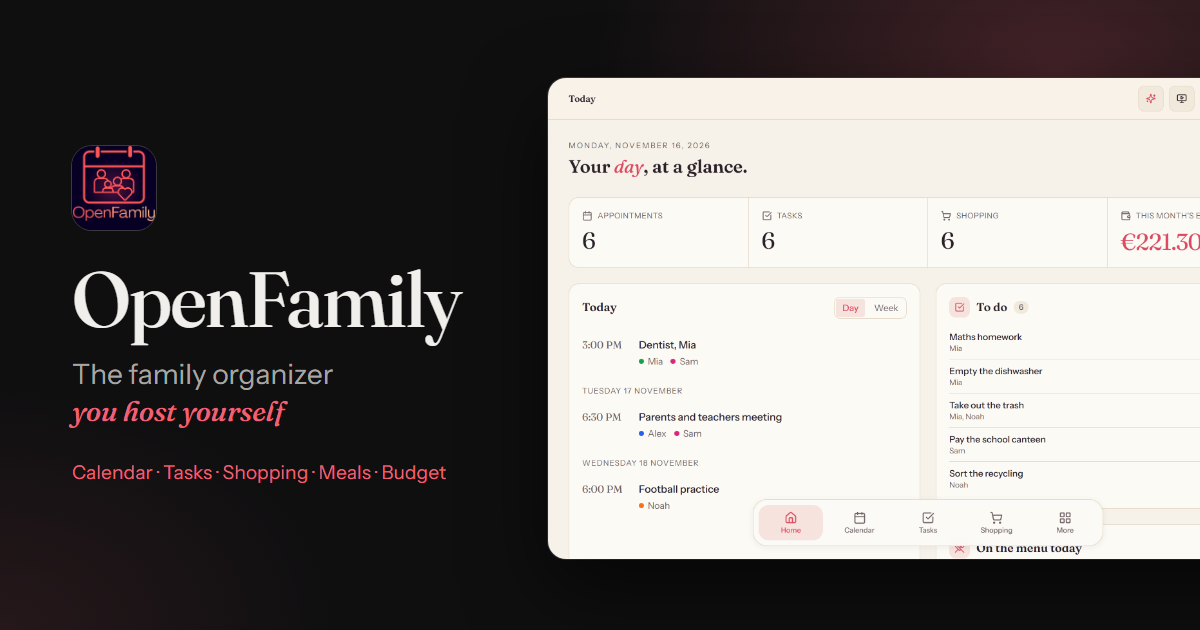 OpenFamily
OpenFamily
The family organizer
you host yourself
Calendar · Tasks · Shopping · Meals · Budget
Today
MONDAY, NOVEMBER 16, 2026
Your day, at a glance.
APPOINTMENTS
6
TASKS
6
SHOPPING
6
THIS MONTH'S
€221.30
Today
Day Week
3:00 PM Dentist, Mia
Mia Sam
TUESDAY 17 NOVEMBER
6:30 PM Parents and teachers meeting
Alex Sam
WEDNESDAY 18 NOVEMBER
6:00 PM Football practice
Noah
To do 6
Maths homework
Mia
Empty the dishwasher
Mia
Take out the trash
Mia, Noah
Pay the school canteen
Sam
Sort the recycling
Noah
On the menu today
Home Calendar Tasks Shopping More